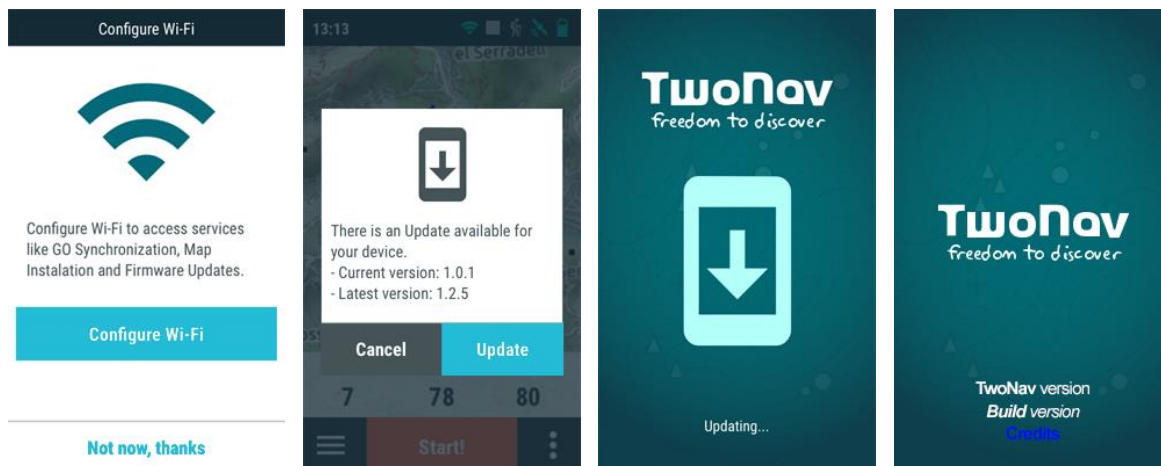 Configure Wi-Fi
Configure Wi-Fi to access services
like GO Synchronization, Map
Instalation and Firmware Updates.
Configure Wi-Fi
Not now, thanks
13:13
el Serradell
There is an Update available for
your device.
- Current version: 1.0.1
- Latest version: 1.2.5
Cancel
Update
7 78 80
Start!
TwoNav
freedom to discover
Updating...
TwoNav
freedom to discover
TwoNav version
Build version
Credits